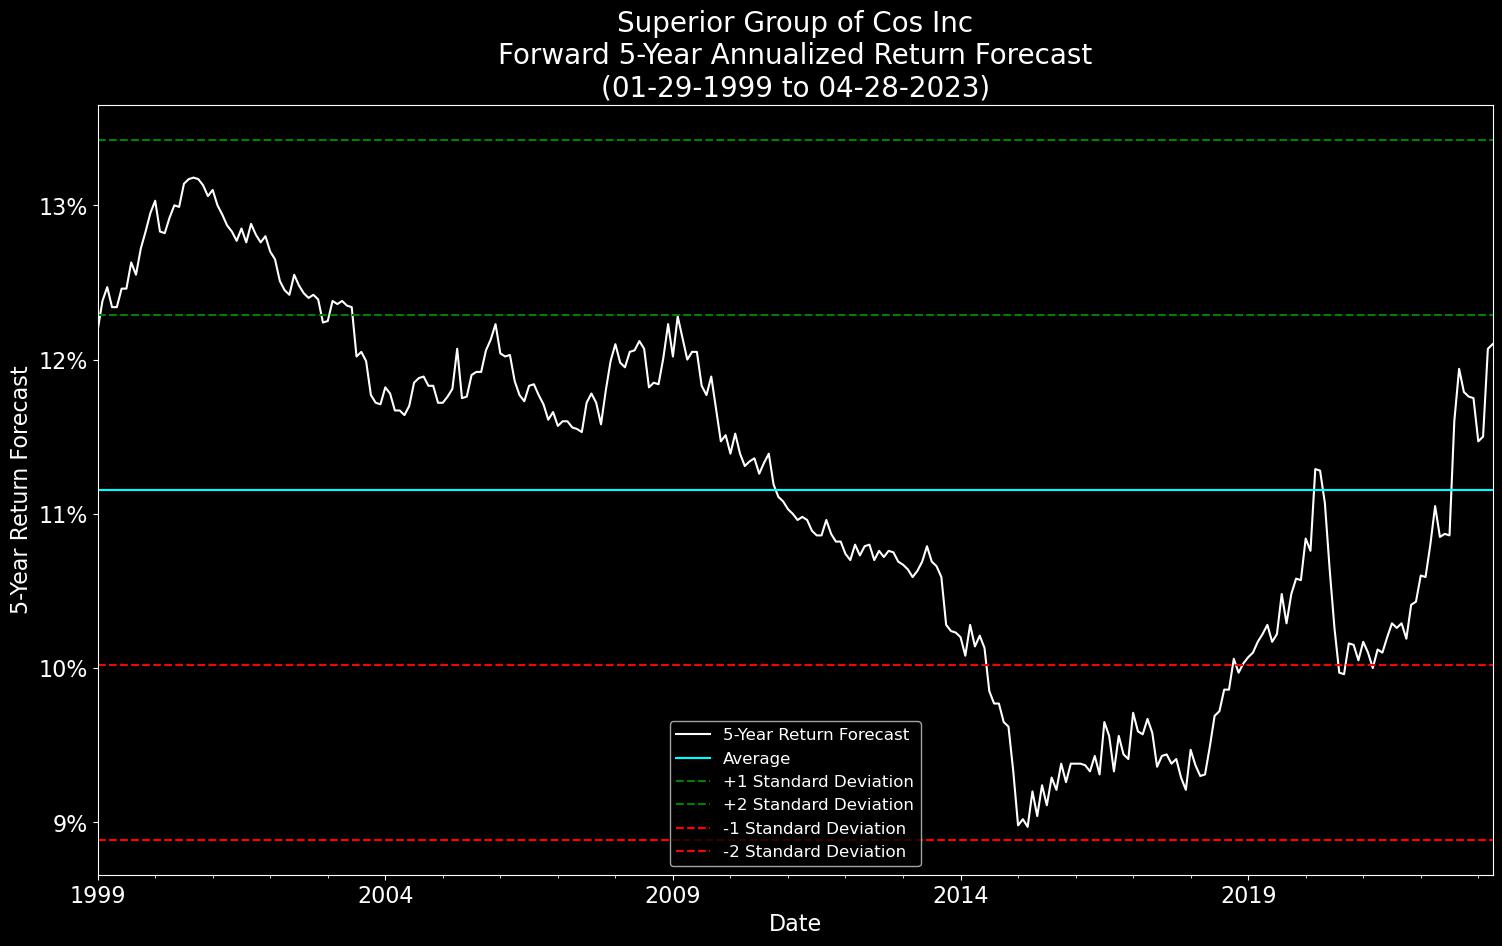 Superior Group of Cos Inc
Forward 5-Year Annualized Return Forecast
(01-29-1999 to 04-28-2023)
13%
12%
11%
10%
9%
5-Year Return Forecast
5-Year Return Forecast
Average
+1 Standard Deviation
+2 Standard Deviation
-1 Standard Deviation
-2 Standard Deviation
1999 2004 2009 2014 2019
Date